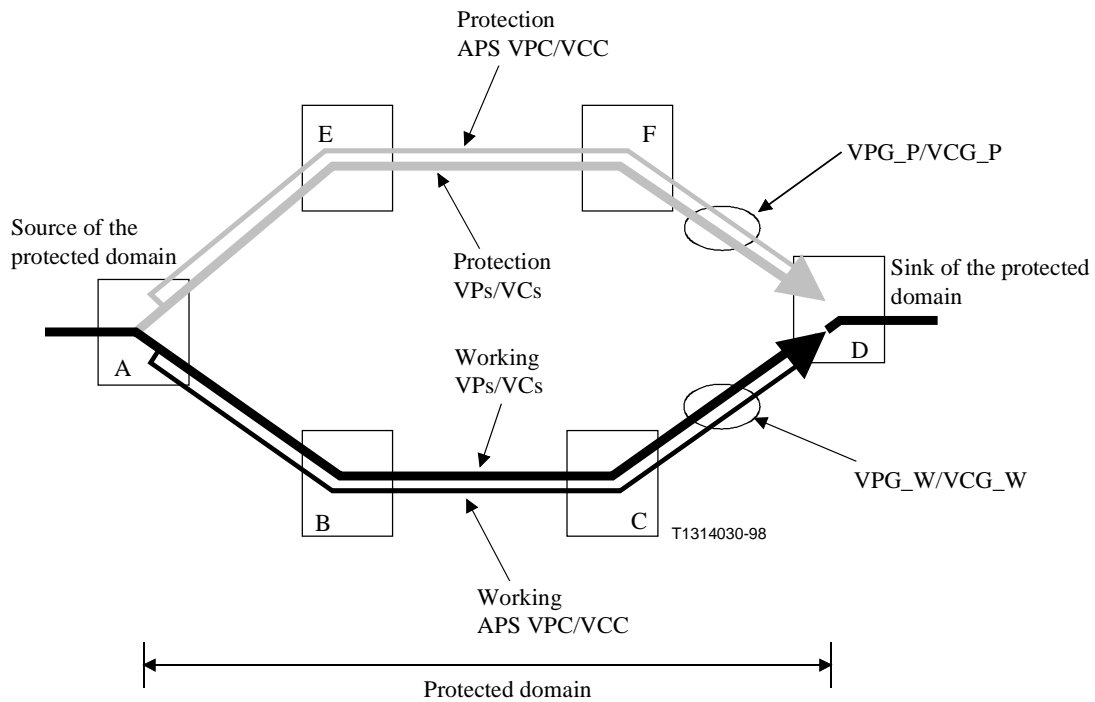 Protection
APS VPC/VCC
E
F
VPG_P/VCG_P
Source of the
protected domain
Protection
VPs/VCs
Sink of the protected
domain
A
D
Working
VPs/VCs
VPG_W/VCG_W
B
C
T1314030-98
Working
APS VPC/VCC
Protected domain